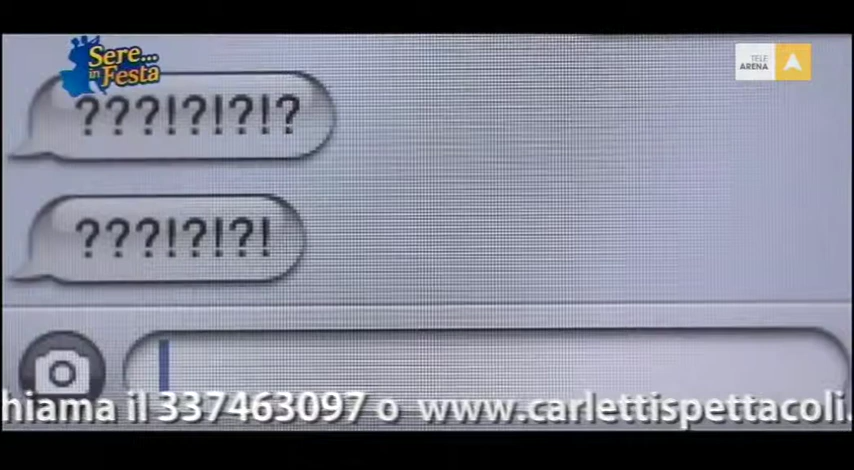 Sere...
in Festa
TELE
ARENA
???!?!?!?
???!?!?!
hiama il 337463097 o www.carlettispettacoli.